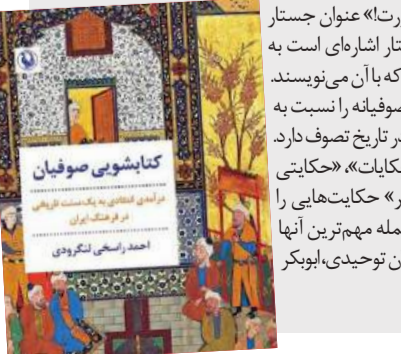 رت!» عنوان جستار
تار اشاره‌ای است به
که با آن می‌نویسند.
صوفیانه را نسبت به
در تاریخ تصوف دارد.
کایات»، «حکایتی
ر» حکایت‌هایی را
مله مهم‌ترین آنها
ن توحیدی،ابوبکر
کتابشویی صوفیان
درآمدی انتقادی به یک سنت تاریخی
در فرهنگ ایران
احمد راسخی لنگرودی